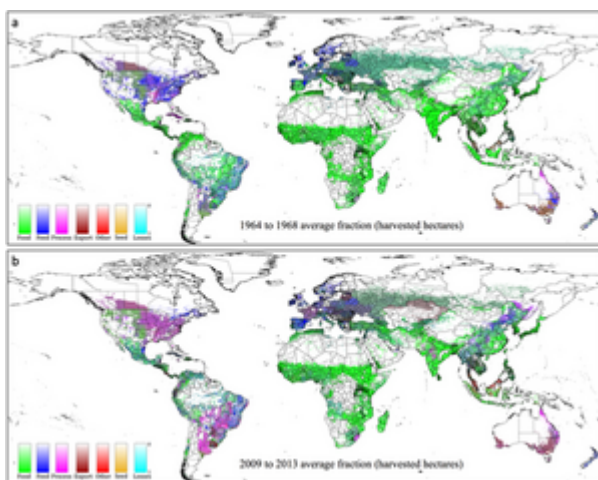 a
Food Feed Process Export Other Seed Losses
1964 to 1968 average fraction (harvested hectares)
b
Food Feed Process Export Other Seed Losses
2009 to 2013 average fraction (harvested hectares)